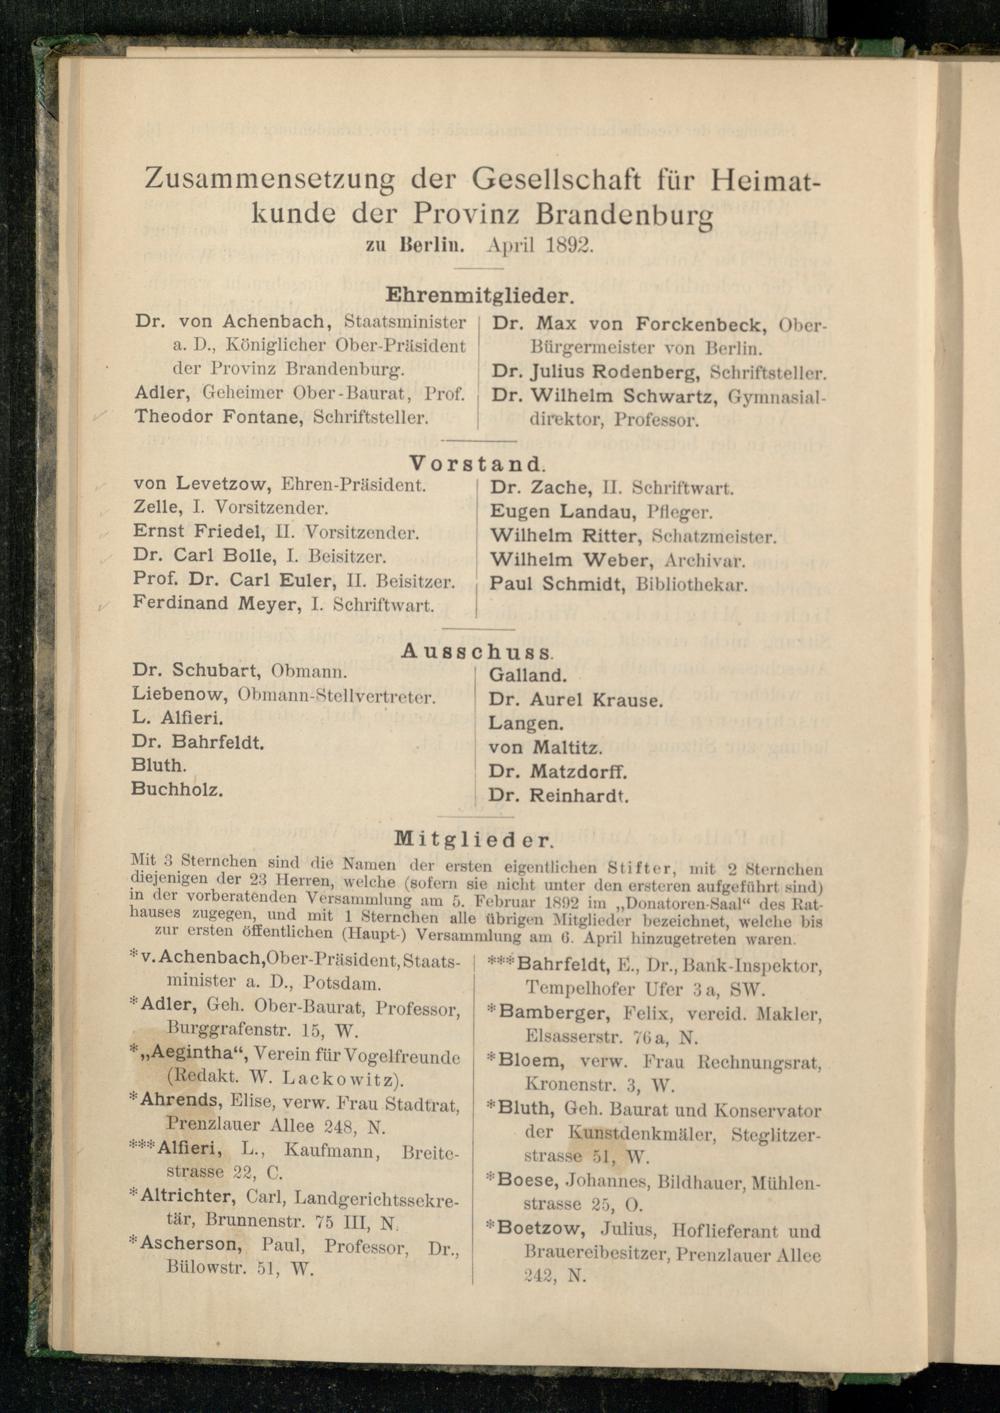 Zusammensetzung der Gesellschaft für Heimat-
kunde der Provinz Brandenburg
zu Berlin. April 1892.
Ehrenmitglieder.
Dr. von Achenbach, Staatsminister
a. D., Königlicher Ober-Präsident
der Provinz Brandenburg.
Adler, Geheimer Ober-Baurat, Prof.
Theodor Fontane, Schriftsteller.
Dr. Max von Forckenbeck, Ober-
Bürgermeister von Berlin.
Dr. Julius Rodenberg, Schriftsteller.
Dr. Wilhelm Schwartz, Gymnasial-
direktor, Professor.
Vorstand.
von Levetzow, Ehren-Präsident.
Zelle, I. Vorsitzender.
Ernst Friedel, II. Vorsitzender.
Dr. Carl Bolle, I. Beisitzer.
Prof. Dr. Carl Euler, II. Beisitzer.
Ferdinand Meyer, I. Schriftwart.
Dr. Zache, II. Schriftwart.
Eugen Landau, Pfleger.
Wilhelm Ritter, Schatzmeister.
Wilhelm Weber, Archivar.
Paul Schmidt, Bibliothekar.
Ausschuss.
Dr. Schubart, Obmann.
Liebenow, Obmann-Stellvertreter.
L. Alfieri.
Dr. Bahrfeldt.
Bluth.
Buchholz.
Galland.
Dr. Aurel Krause.
Langen.
von Maltitz.
Dr. Matzdorff.
Dr. Reinhardt.
Mitglieder.
Mit 3 Sternchen sind die Namen der ersten eigentlichen Stifter, mit 2 Sternchen
diejenigen der 23 Herren, welche (sofern sie nicht unter den ersteren aufgeführt sind)
in der vorberatenden Versammlung am 5. Februar 1892 im „Donatoren-Saal“ des Rat-
hauses zugegen, und mit 1 Sternchen alle übrigen Mitglieder bezeichnet, welche bis
zur ersten öffentlichen (Haupt-) Versammlung am 6. April hinzugetreten waren.
*v. Achenbach, Ober-Präsident, Staats-
minister a. D., Potsdam.
*Adler, Geh. Ober-Baurat, Professor,
Burggrafenstr. 15, W.
*„Aegintha“, Verein für Vogelfreunde
(Redakt. W. Lackowitz).
*Ahrends, Elise, verw. Frau Stadtrat,
Prenzlauer Allee 248, N.
***Alfieri, L., Kaufmann, Breite-
strasse 22, C.
*Altrichter, Carl, Landgerichtssekre-
tär, Brunnenstr. 75 III, N.
*Ascherson, Paul, Professor, Dr.,
Bülowstr. 51, W.
***Bahrfeldt, E., Dr., Bank-Inspektor,
Tempelhofer Ufer 3a, SW.
*Bamberger, Felix, vereid. Makler,
Elsasserstr. 76a, N.
*Bloem, verw. Frau Rechnungsrat,
Kronenstr. 3, W.
*Bluth, Geh. Baurat und Konservator
der Kunstdenkmäler, Steglitzer-
strasse 51, W.
*Boese, Johannes, Bildhauer, Mühlen-
strasse 25, O.
*Boetzow, Julius, Hoflieferant und
Brauereibesitzer, Prenzlauer Allee
242, N.